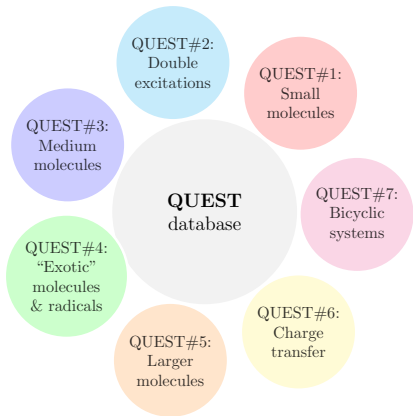 QUEST#2:
Double
excitations
QUEST#1:
Small
molecules
QUEST#3:
Medium
molecules
QUEST
database
QUEST#7:
Bicyclic
systems
QUEST#4:
“Exotic”
molecules
& radicals
QUEST#6:
Charge
transfer
QUEST#5:
Larger
molecules